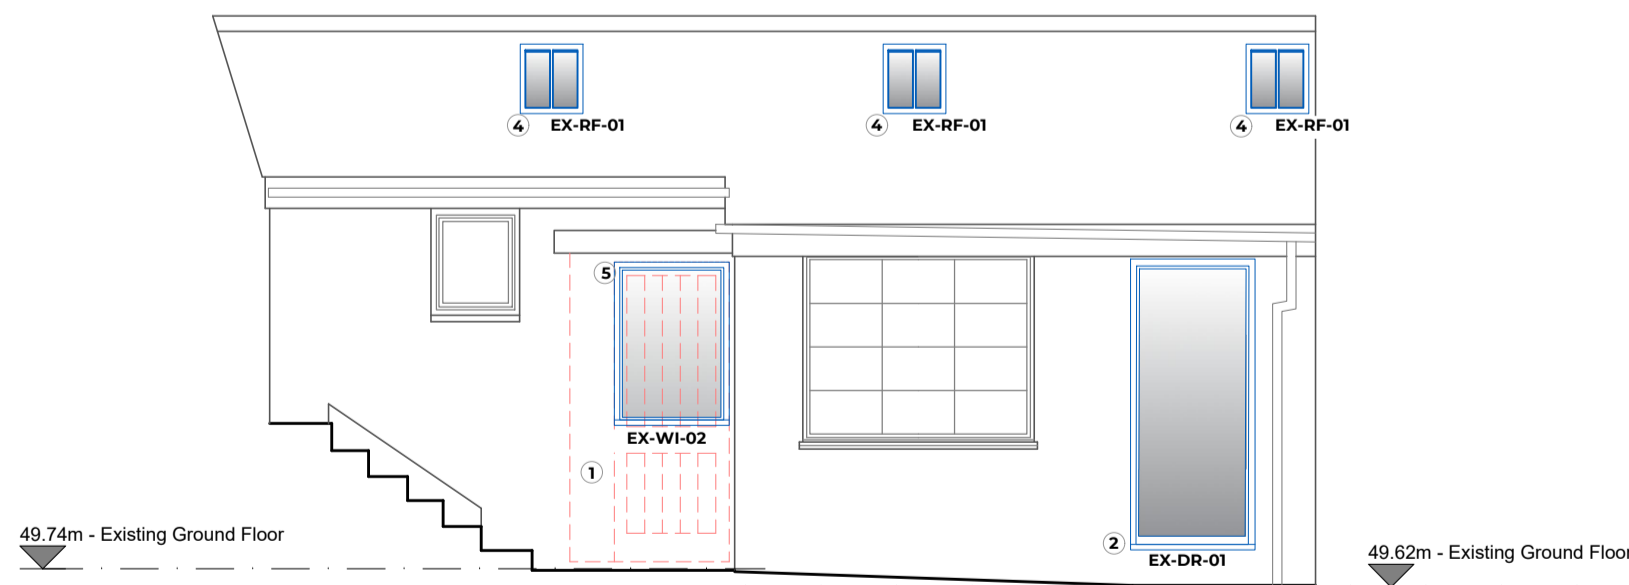 4 EX-RF-01 4 EX-RF-01 4 EX-RF-01
5
EX-WI-02
1
49.74m - Existing Ground Floor
2
EX-DR-01
49.62m - Existing Ground Floor